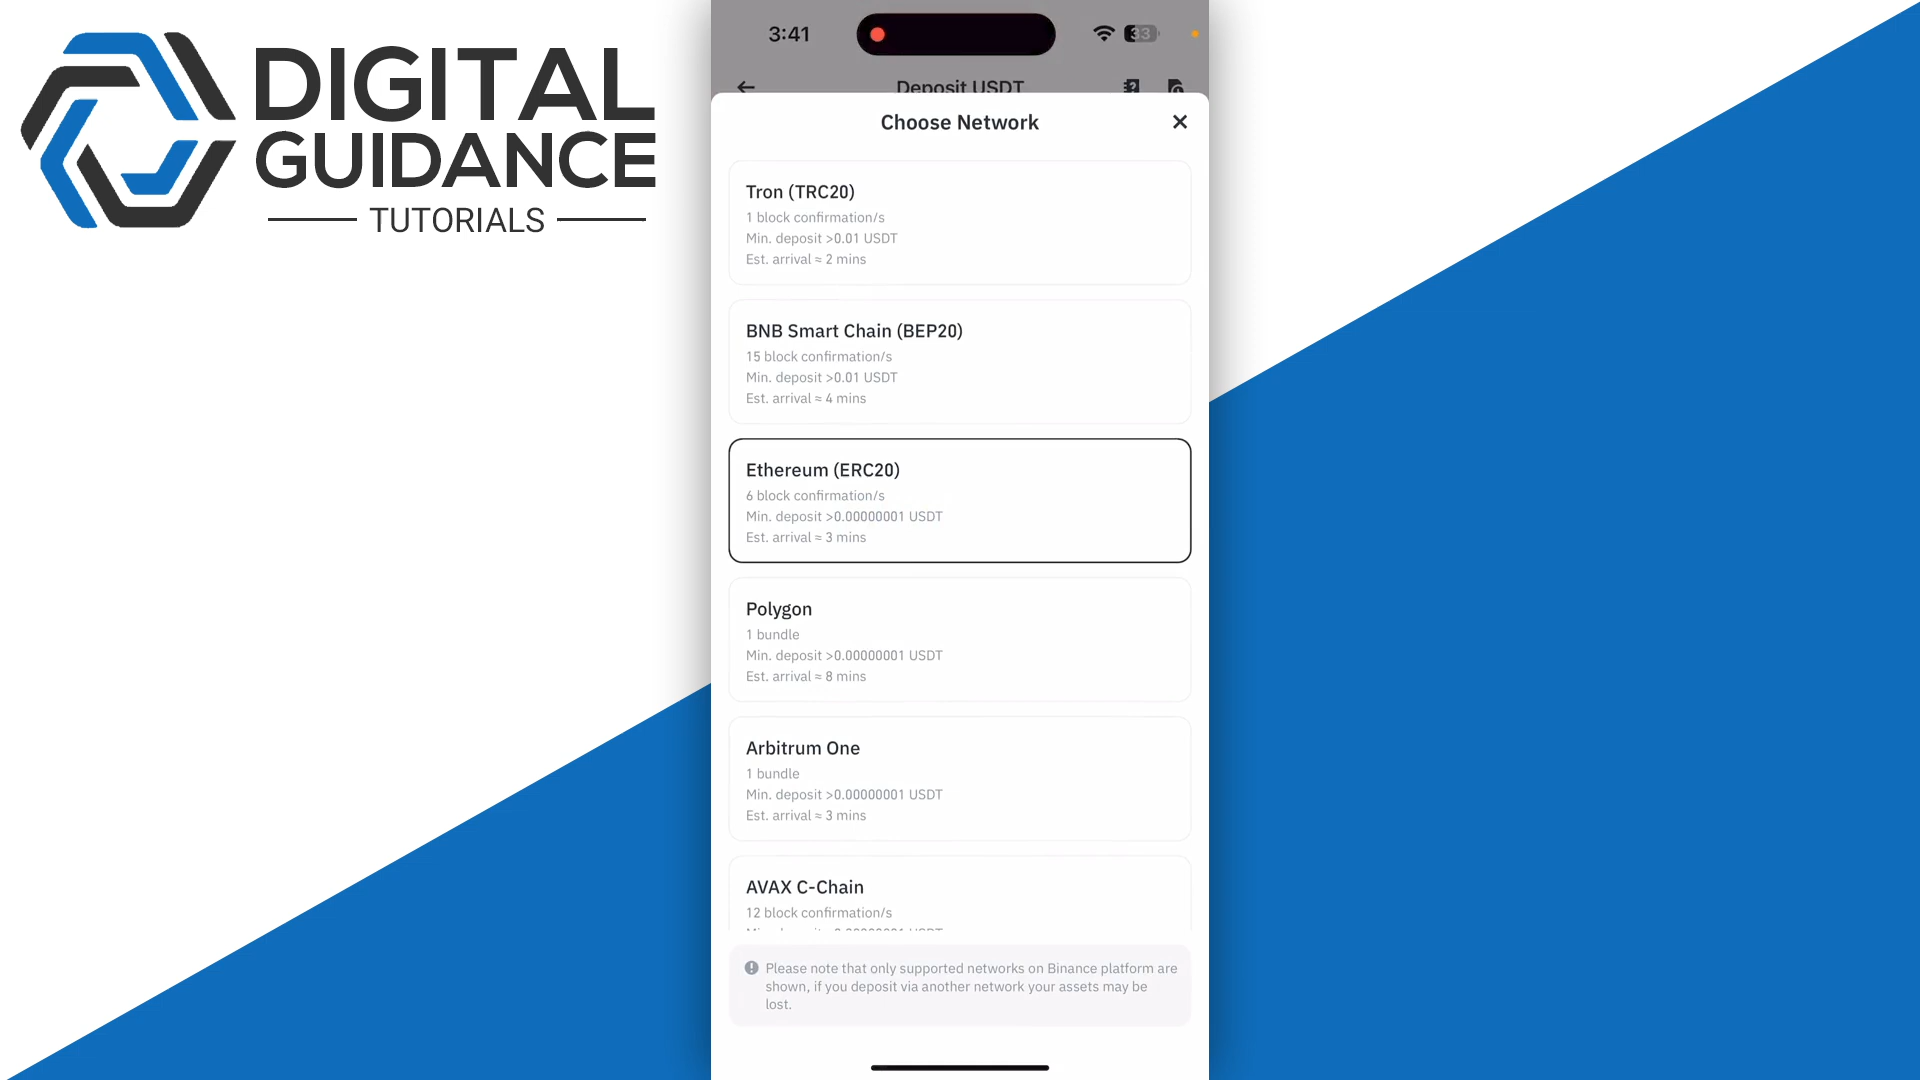 DIGITAL
GUIDANCE
TUTORIALS
3:41
33
Deposit USDT
Choose Network
Tron (TRC20)
1 block confirmation/s
Min. deposit >0.01 USDT
Est. arrival ≈ 2 mins
BNB Smart Chain (BEP20)
15 block confirmation/s
Min. deposit >0.01 USDT
Est. arrival ≈ 4 mins
Ethereum (ERC20)
6 block confirmation/s
Min. deposit >0.00000001 USDT
Est. arrival ≈ 3 mins
Polygon
1 bundle
Min. deposit >0.00000001 USDT
Est. arrival ≈ 8 mins
Arbitrum One
1 bundle
Min. deposit >0.00000001 USDT
Est. arrival ≈ 3 mins
AVAX C-Chain
12 block confirmation/s
Please note that only supported networks on Binance platform are
shown, if you deposit via another network your assets may be
lost.